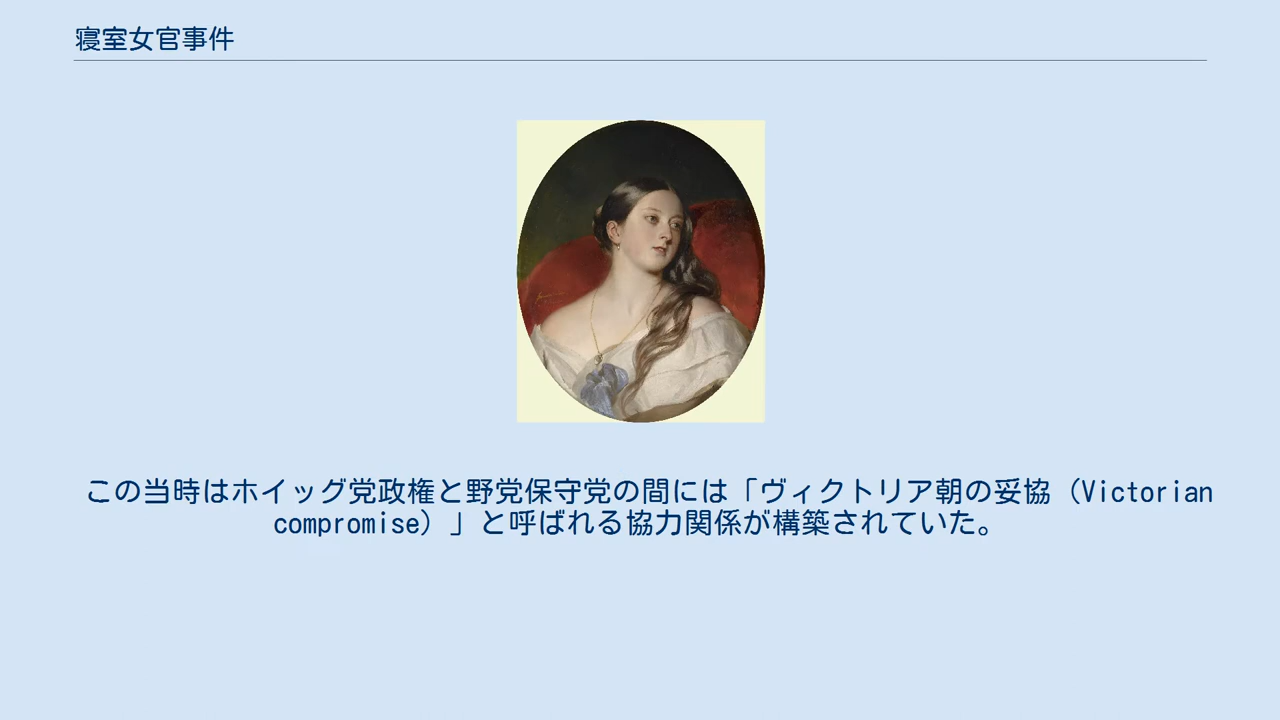 寝室女官事件
この当時はホイッグ党政権と野党保守党の間には「ヴィクトリア朝の妥協（Victorian
compromise）」と呼ばれる協力関係が構築されていた。